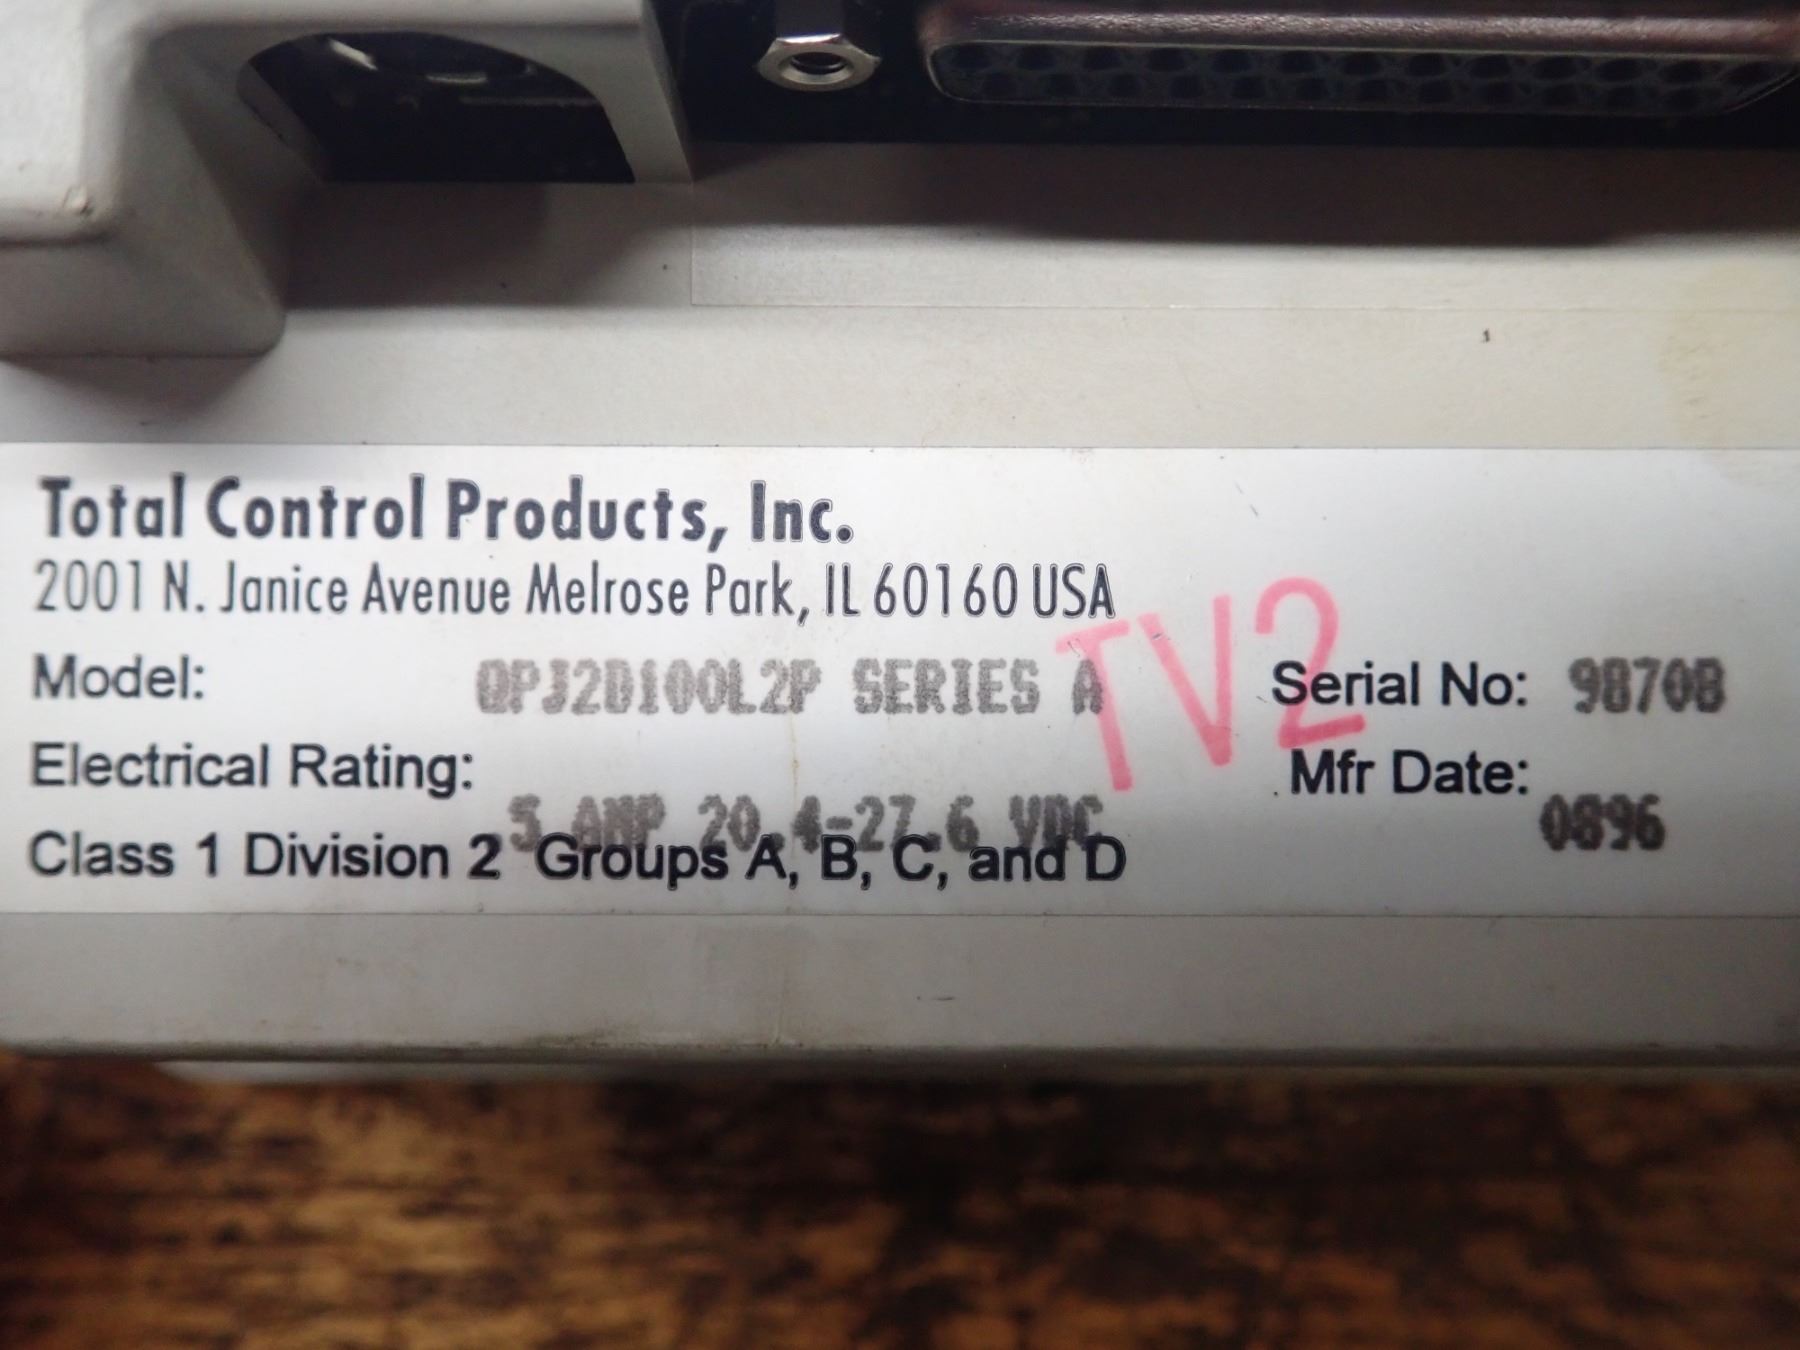 Total Control Products, Inc.
2001 N. Janice Avenue Melrose Park, IL 60160 USA
TV2
Model: QPJ2D100L2P SERIES A
Serial No: 98708
Electrical Rating: 5 AMP 20.4-27.6 VDC
Mfr Date: 0896
Class 1 Division 2 Groups A, B, C, and D